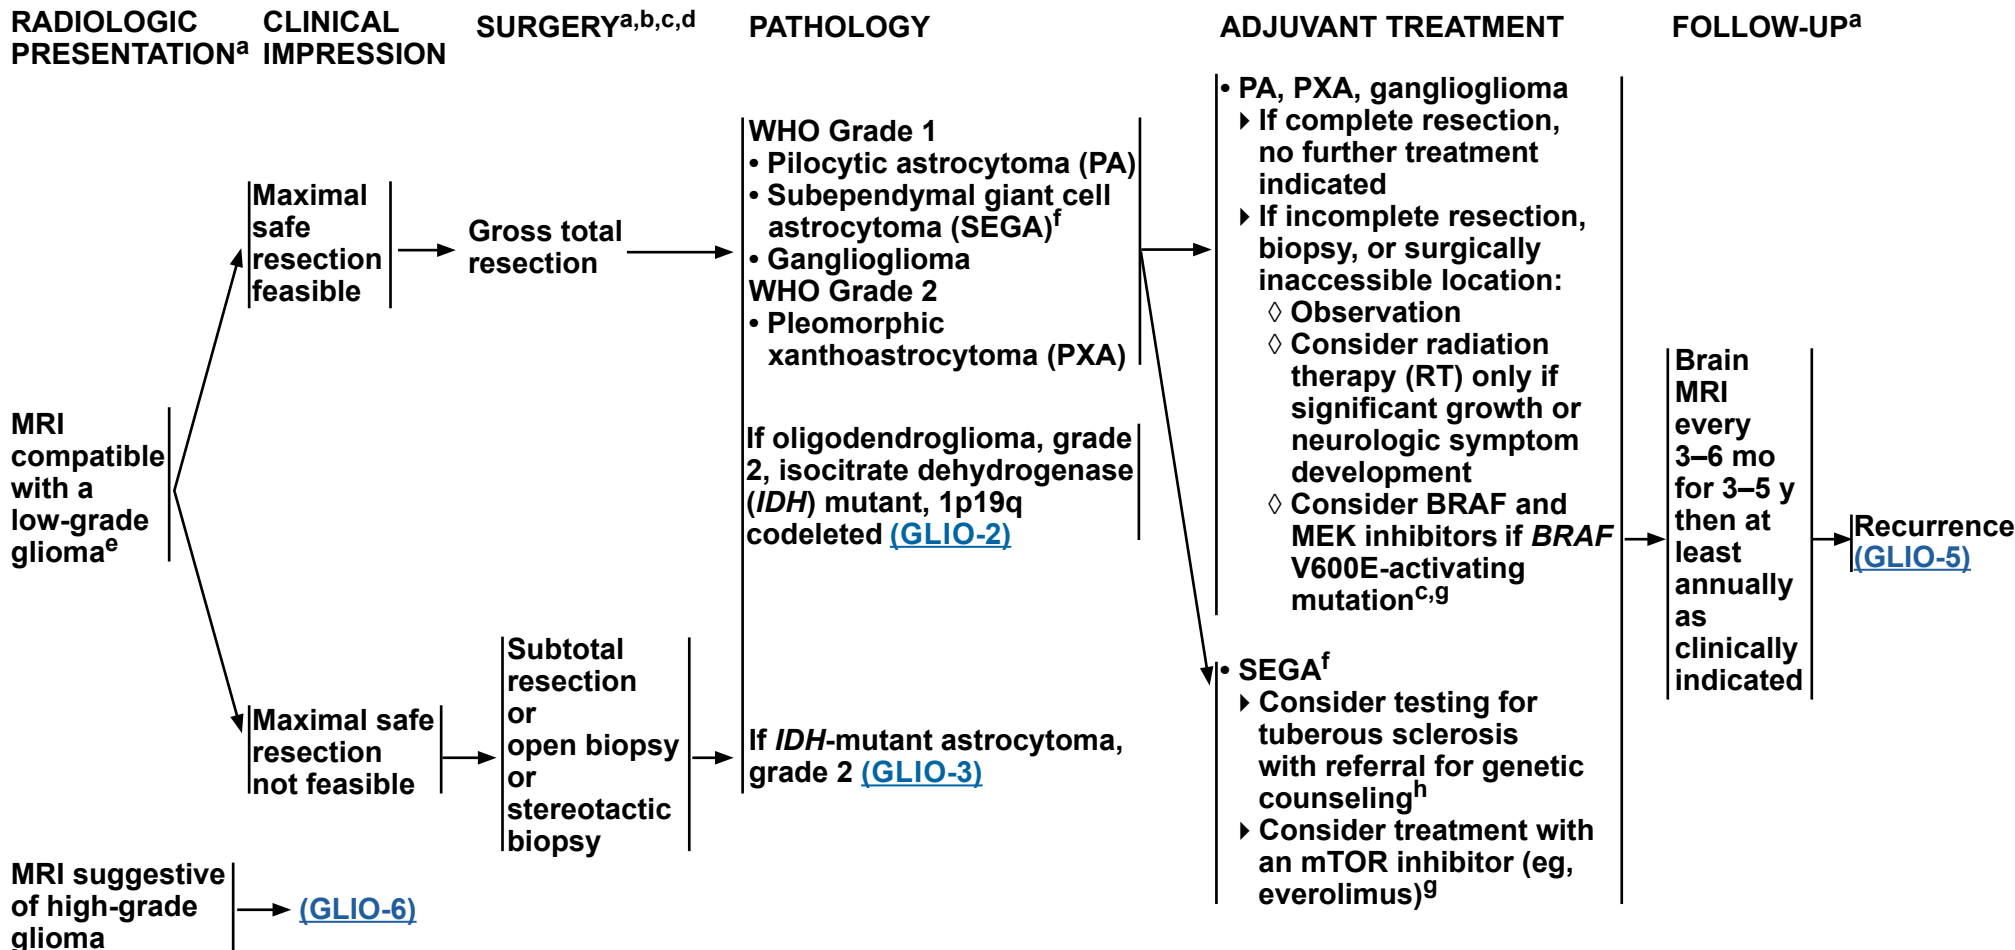 RADIOLOGIC
PRESENTATIONa
CLINICAL
IMPRESSION
SURGERYa,b,c,d
PATHOLOGY
ADJUVANT TREATMENT
FOLLOW-UPa
MRI
compatible
with a
low-grade
gliomae
Maximal
safe
resection
feasible
Gross total
resection
Maximal safe
resection
not feasible
Subtotal
resection
or
open biopsy
or
stereotactic
biopsy
WHO Grade 1
• Pilocytic astrocytoma (PA)
• Subependymal giant cell
astrocytoma (SEGA)f
• Ganglioglioma
WHO Grade 2
• Pleomorphic
xanthoastrocytoma (PXA)
If oligodendroglioma, grade
2, isocitrate dehydrogenase
(IDH) mutant, 1p19q
codeleted (GLIO-2)
If IDH-mutant astrocytoma,
grade 2 (GLIO-3)
• PA, PXA, ganglioglioma
▸ If complete resection,
no further treatment
indicated
▸ If incomplete resection,
biopsy, or surgically
inaccessible location:
◊ Observation
◊ Consider radiation
therapy (RT) only if
significant growth or
neurologic symptom
development
◊ Consider BRAF and
MEK inhibitors if BRAF
V600E-activating
mutationc,g
• SEGAf
▸ Consider testing for
tuberous sclerosis
with referral for genetic
counselingh
▸ Consider treatment with
an mTOR inhibitor (eg,
everolimus)g
Brain
MRI
every
3–6 mo
for 3–5 y
then at
least
annually
as
clinically
indicated
Recurrence
(GLIO-5)
MRI suggestive
of high-grade
glioma
(GLIO-6)